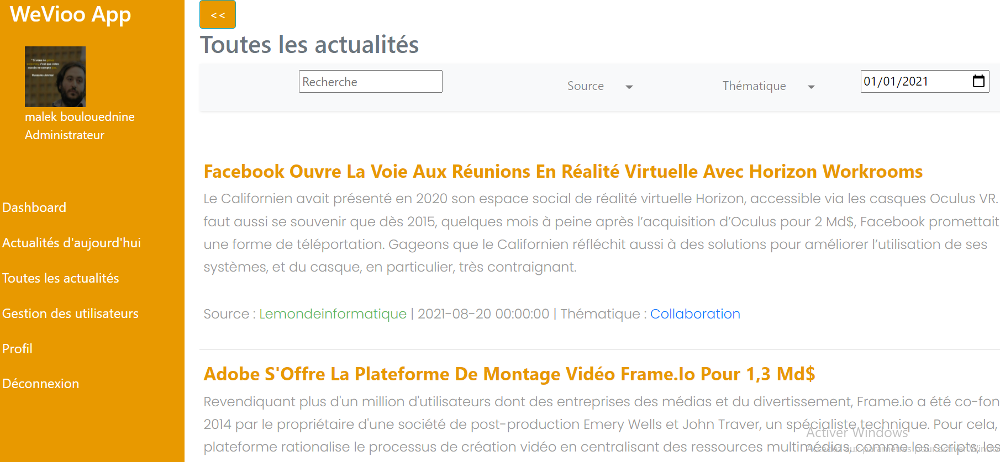 WeVioo App
" Si vous ne
succès ne compte
Oussama Ammar
malek boulouednine
Administrateur
Dashboard
Actualités d'aujourd'hui
Toutes les actualités
Gestion des utilisateurs
Profil
Déconnexion
<<
Toutes les actualités
Recherche
Source
Thématique
01/01/2021
Facebook Ouvre La Voie Aux Réunions En Réalité Virtuelle Avec Horizon Workrooms
Le Californien avait présenté en 2020 son espace social de réalité virtuelle Horizon, accessible via les casques Oculus VR.
faut aussi se souvenir que dès 2015, quelques mois à peine après l’acquisition d’Oculus pour 2 Md$, Facebook promettait
une forme de téléportation. Gageons que le Californien réfléchit aussi à des solutions pour améliorer l’utilisation de ses
systèmes, et du casque, en particulier, très contraignant.
Source : Lemondeinformatique | 2021-08-20 00:00:00 | Thématique : Collaboration
Adobe S'Offre La Plateforme De Montage Vidéo Frame.Io Pour 1,3 Md$
Revendiquant plus d'un million d'utilisateurs dont des entreprises des médias et du divertissement, Frame.io a été co-fon
2014 par le propriétaire d'une société de post-production Emery Wells et John Traver, un spécialiste technique. Pour cela,
plateforme rationalise le processus de création vidéo en centralisant des ressources multimédias, comme les scripts, les
Activer Windows
Accédez aux paramètres pour activer Windo